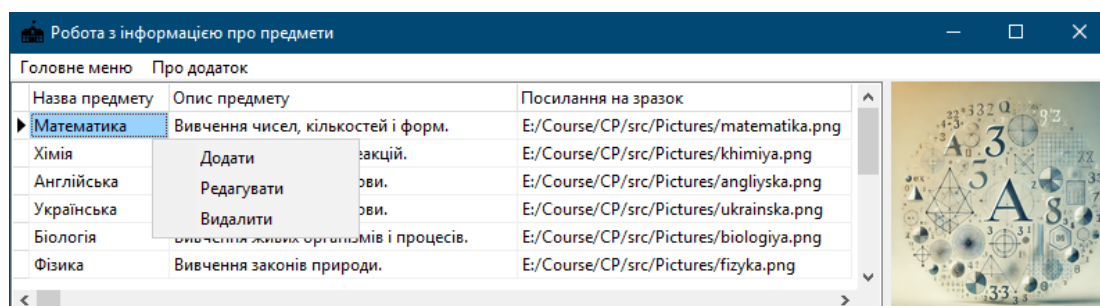 Робота з інформацією про предмети
Головне меню Про додаток
Назва предмету Опис предмету Посилання на зразок
Математика Вивчення чисел, кількостей і форм. E:/Course/CP/src/Pictures/matematika.png
Хімія еакцій. E:/Course/CP/src/Pictures/khimiya.png
Додати
Англійська ови. E:/Course/CP/src/Pictures/angliyska.png
Редагувати
Українська ови. E:/Course/CP/src/Pictures/ukrainska.png
Видалити
Біологія Вивчення живих організмів і процесів. E:/Course/CP/src/Pictures/biologiya.png
Фізика Вивчення законів природи. E:/Course/CP/src/Pictures/fizyka.png